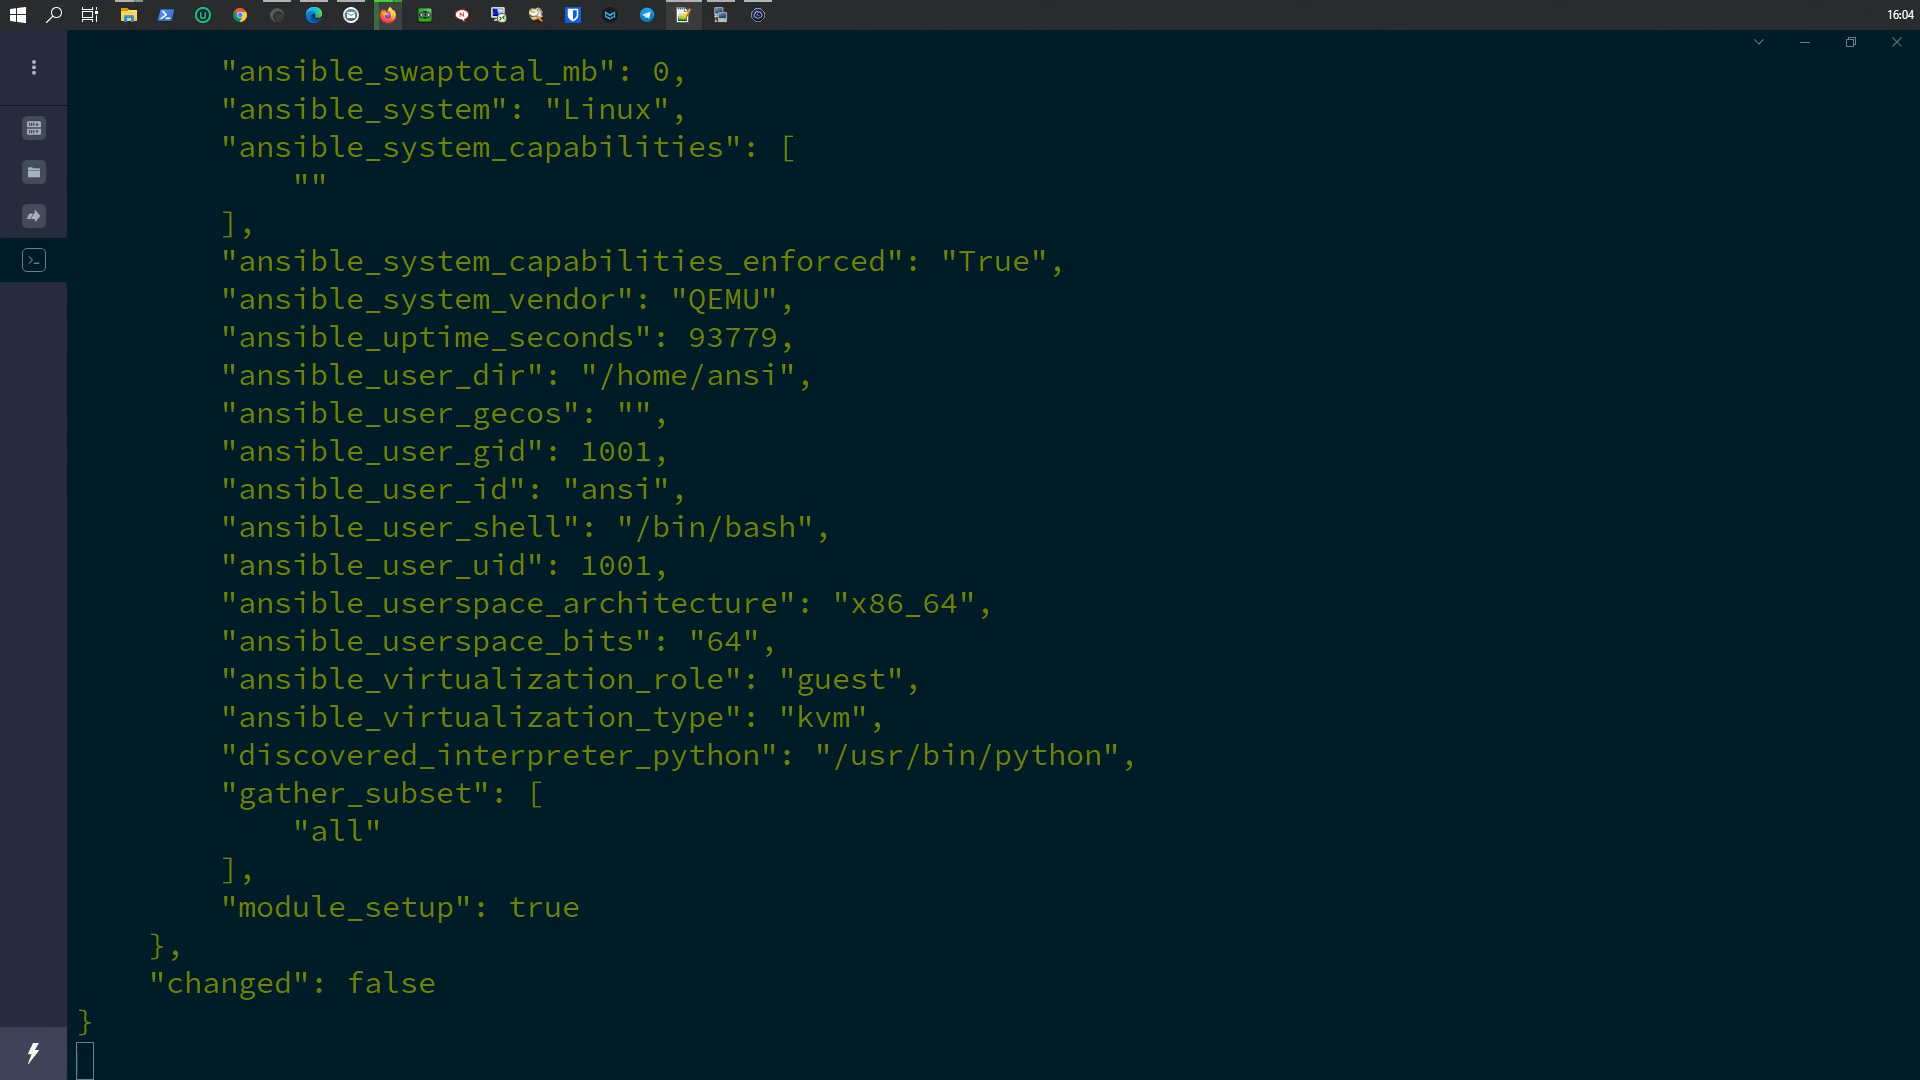 16:04
"ansible_swaptotal_mb": 0,
"ansible_system": "Linux",
"ansible_system_capabilities": [
""
],
"ansible_system_capabilities_enforced": "True",
"ansible_system_vendor": "QEMU",
"ansible_uptime_seconds": 93779,
"ansible_user_dir": "/home/ansi",
"ansible_user_gecos": "",
"ansible_user_gid": 1001,
"ansible_user_id": "ansi",
"ansible_user_shell": "/bin/bash",
"ansible_user_uid": 1001,
"ansible_userspace_architecture": "x86_64",
"ansible_userspace_bits": "64",
"ansible_virtualization_role": "guest",
"ansible_virtualization_type": "kvm",
"discovered_interpreter_python": "/usr/bin/python",
"gather_subset": [
"all"
],
"module_setup": true
},
"changed": false
}